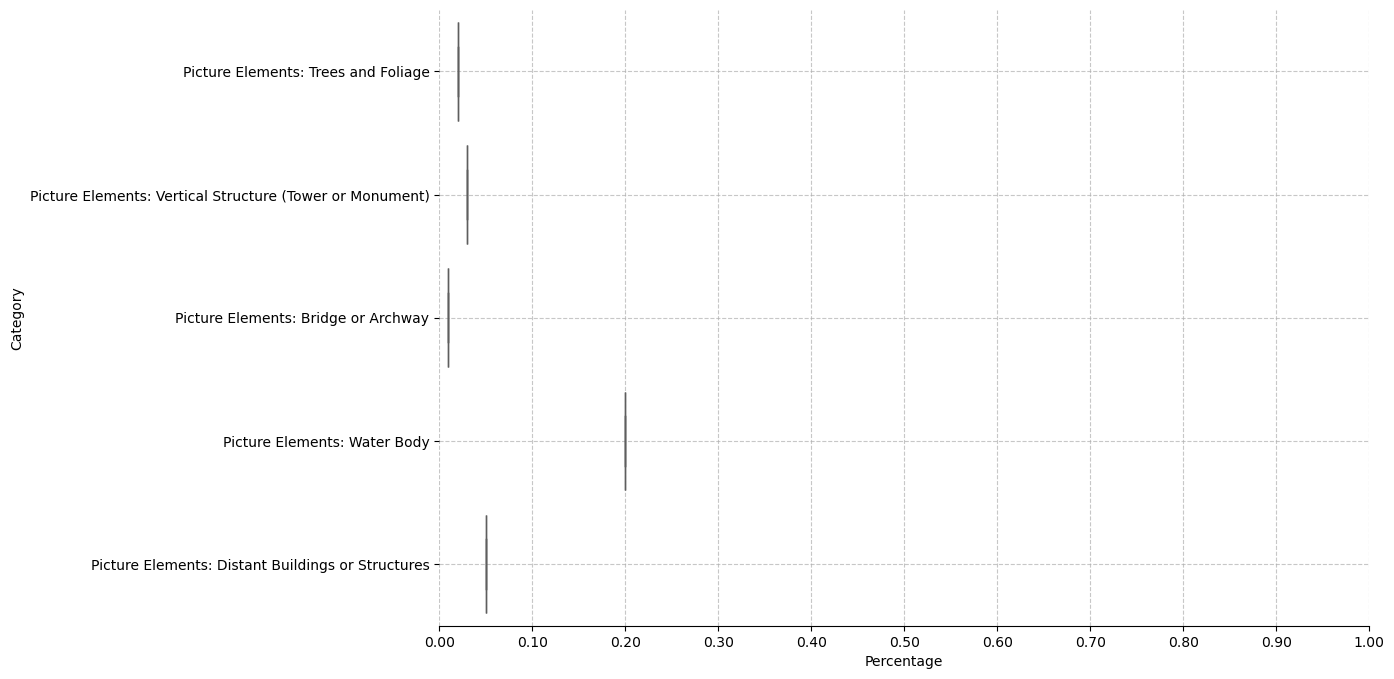 Picture Elements: Trees and Foliage
Picture Elements: Vertical Structure (Tower or Monument)
Picture Elements: Bridge or Archway
Picture Elements: Water Body
Picture Elements: Distant Buildings or Structures
Category
0.00 0.10 0.20 0.30 0.40 0.50 0.60 0.70 0.80 0.90 1.00
Percentage